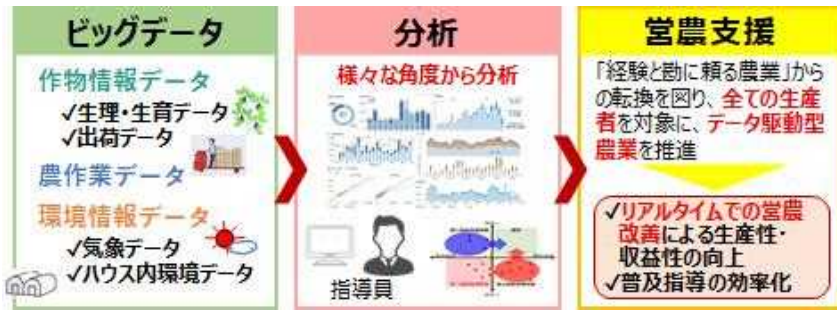 ビッグデータ
作物情報データ
✓生理・生育データ
✓出荷データ
農作業データ
環境情報データ
✓気象データ
✓ハウス内環境データ
分析
様々な角度から分析
指導員
営農支援
「経験と勘に頼る農業」から
の転換を図り、全ての生産
者を対象に、データ駆動型
農業を推進
✓リアルタイムでの営農
改善による生産性・
収益性の向上
✓普及指導の効率化